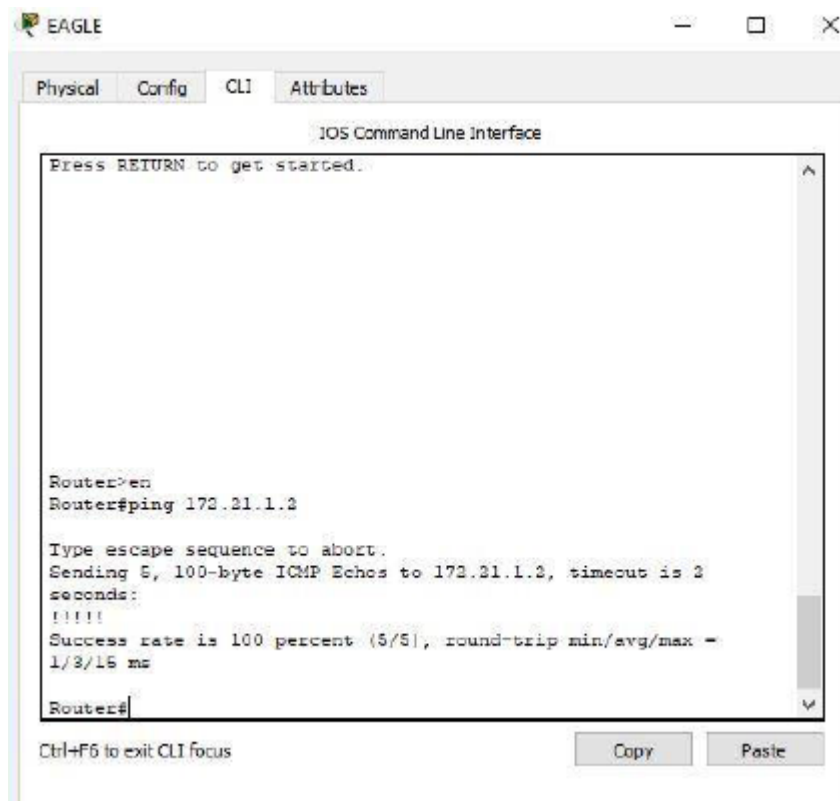 EAGLE
Physical Config CLI Attributes
IOS Command Line Interface
Press RETURN to get started.
Router>en
Router#ping 172.21.1.2
Type escape sequence to abort.
Sending 5, 100-byte ICMP Echos to 172.21.1.2, timeout is 2
seconds:
!!!!!
Success rate is 100 percent (5/5), round-trip min/avg/max =
1/3/15 ms
Router#
Ctrl+F6 to exit CLI focus
Copy Paste